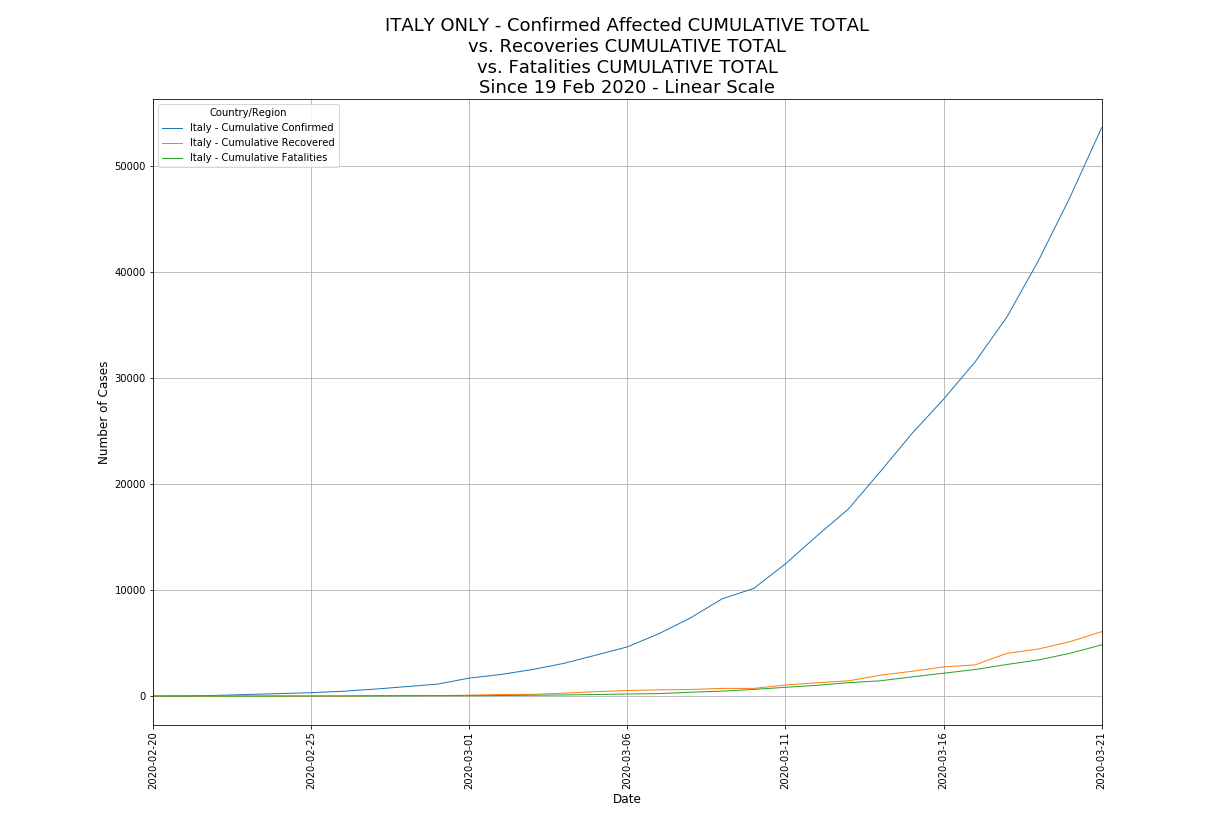 ITALY ONLY - Confirmed Affected CUMULATIVE TOTAL
vs. Recoveries CUMULATIVE TOTAL
vs. Fatalities CUMULATIVE TOTAL
Since 19 Feb 2020 - Linear Scale
Country/Region
Italy - Cumulative Confirmed
Italy - Cumulative Recovered
Italy - Cumulative Fatalities
Number of Cases
50000
40000
30000
20000
10000
0
2020-02-20
2020-02-25
2020-03-01
2020-03-06
2020-03-11
2020-03-16
2020-03-21
Date